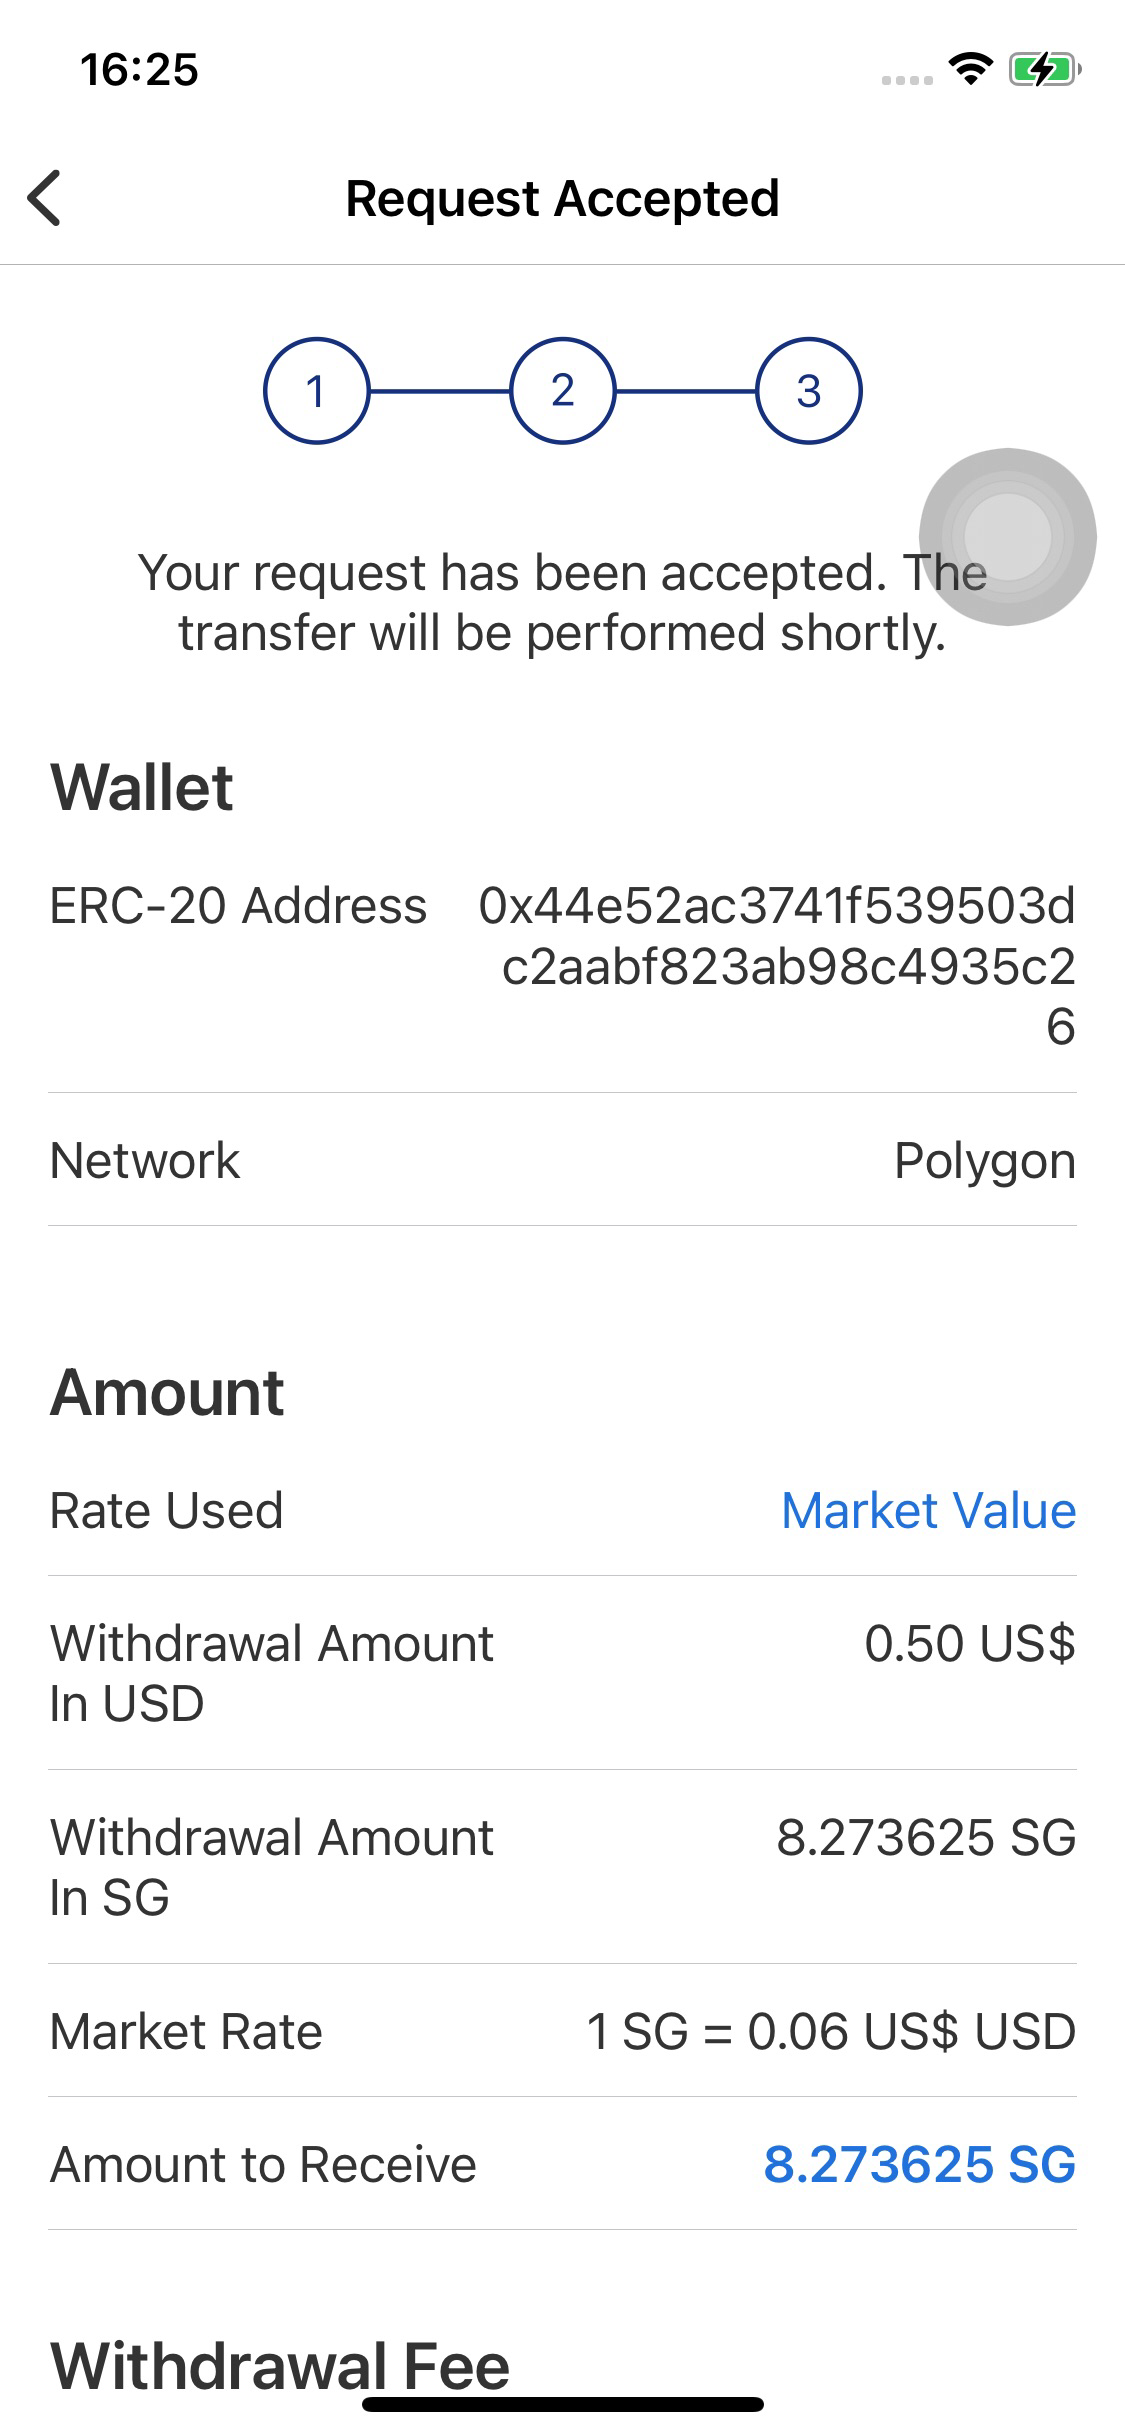 16:25
Request Accepted
1
2
3
Your request has been accepted. The
transfer will be performed shortly.
Wallet
ERC-20 Address
0x44e52ac3741f539503d
c2aabf823ab98c4935c2
6
Network
Polygon
Amount
Rate Used
Market Value
Withdrawal Amount
In USD
0.50 US$
Withdrawal Amount
In SG
8.273625 SG
Market Rate
1 SG = 0.06 US$ USD
Amount to Receive
8.273625 SG
Withdrawal Fee